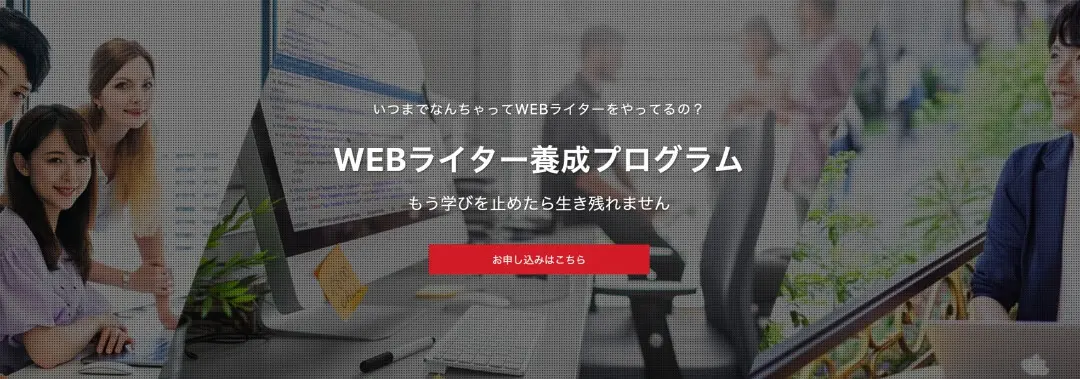 いつまでなんちゃってWEBライターをやってるの？
WEBライター養成プログラム
もう学びを止めたら生き残れません
お申し込みはこちら